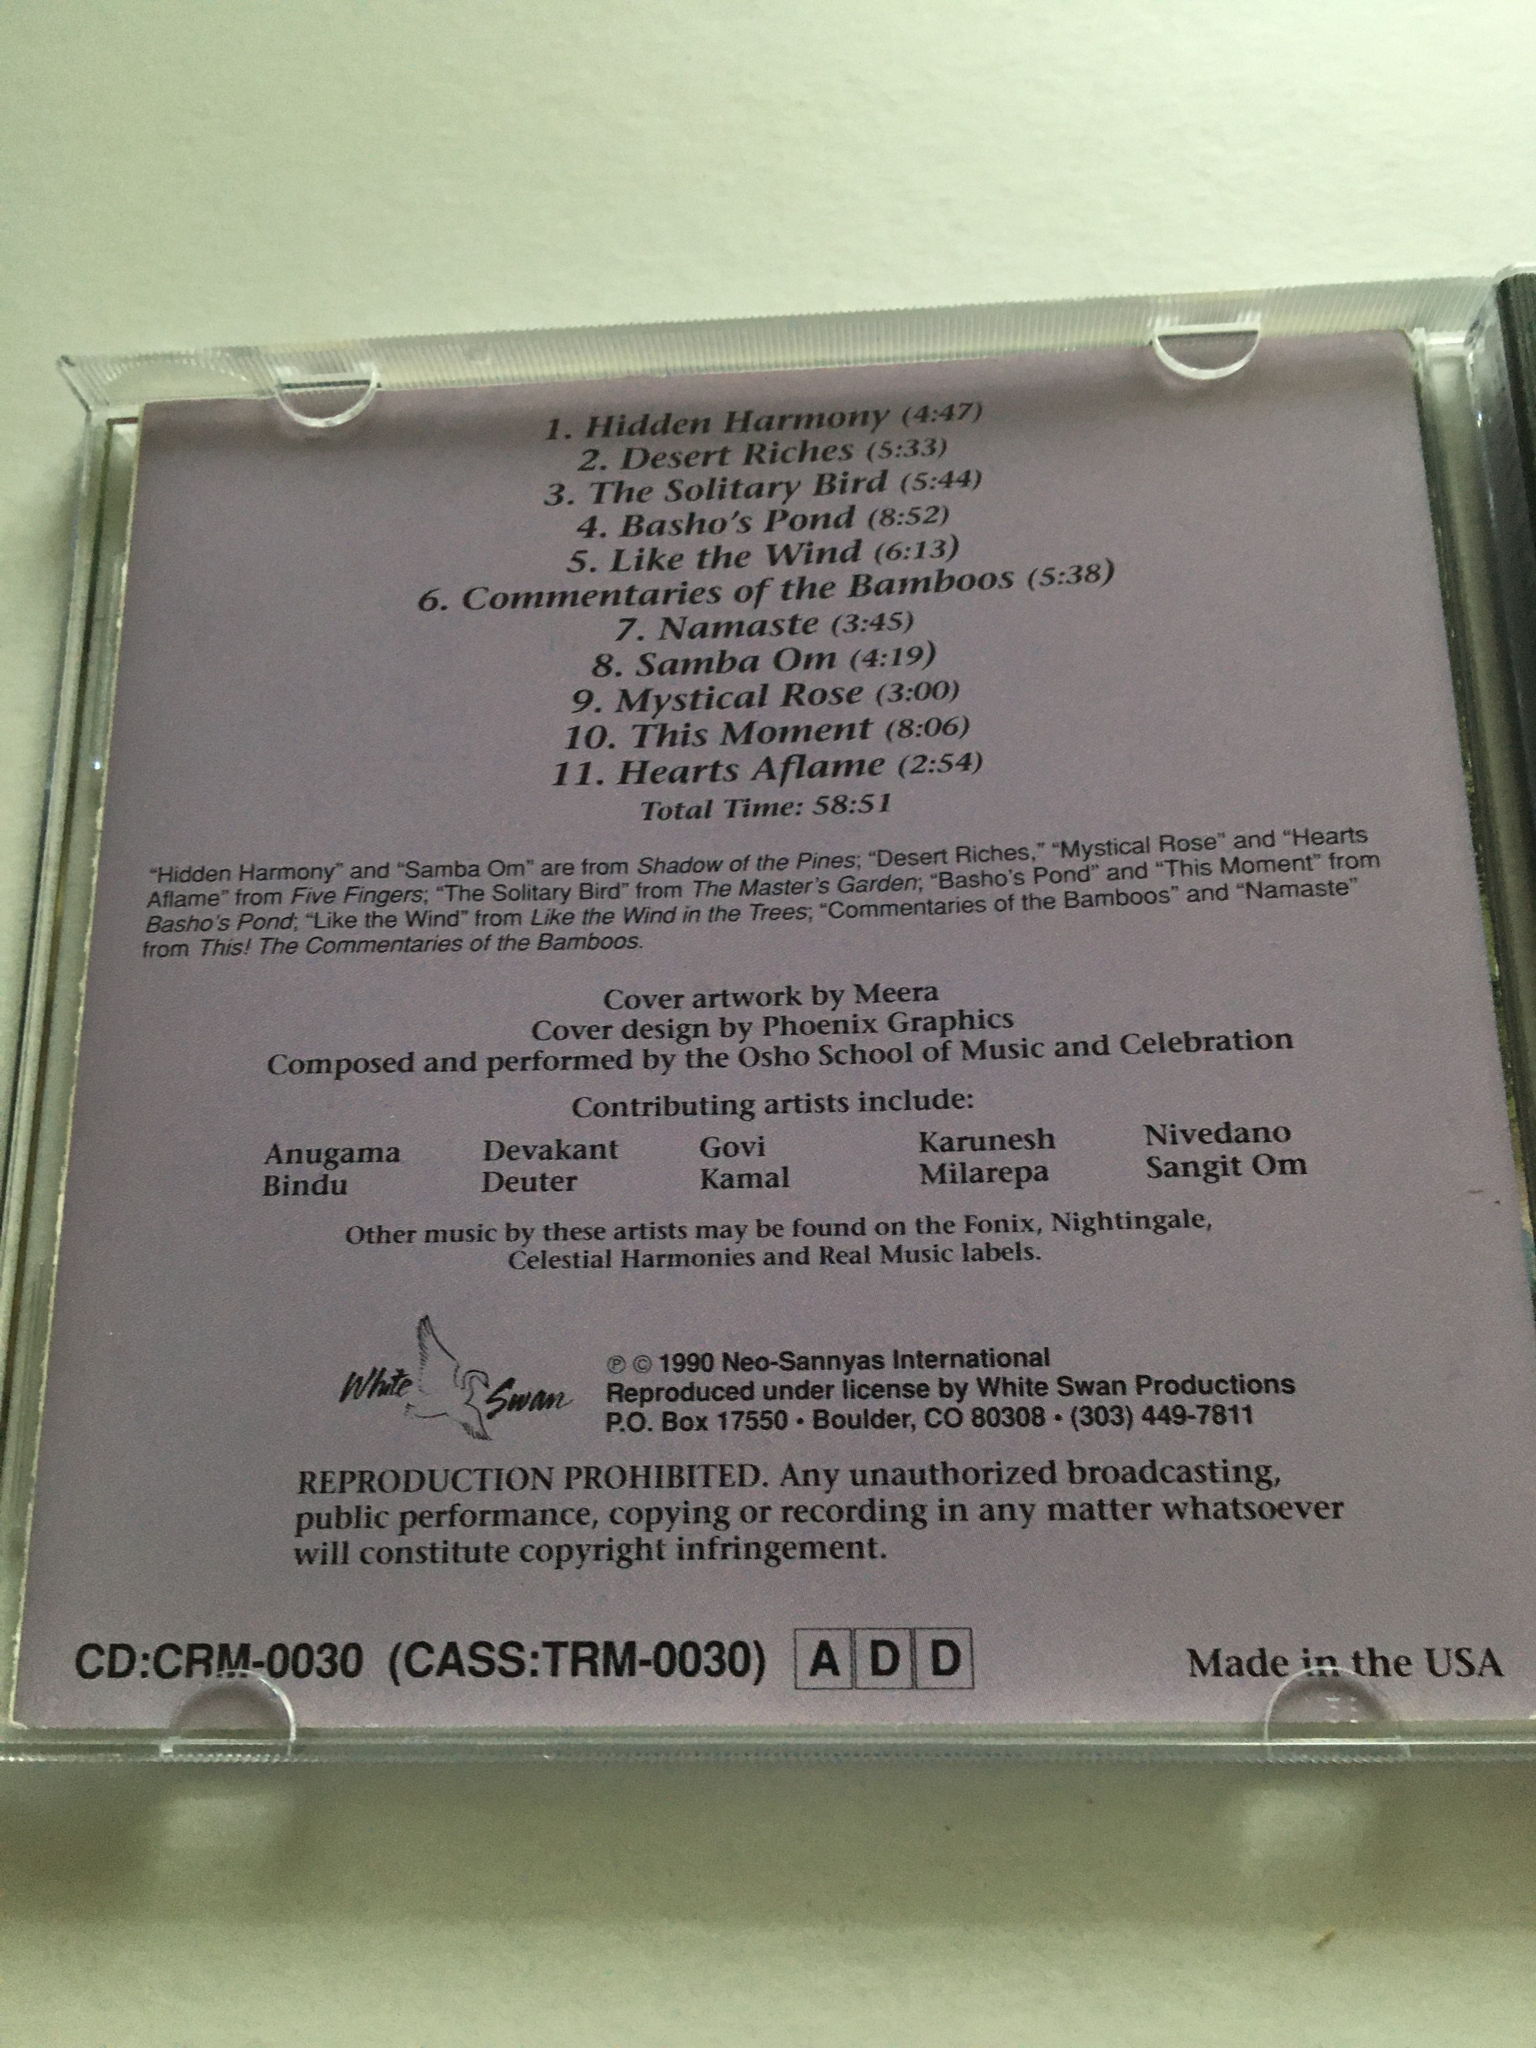 1. Hidden Harmony (4:47)
2. Desert Riches (5:33)
3. The Solitary Bird (5:44)
4. Basho's Pond (8:52)
5. Like the Wind (6:13)
6. Commentaries of the Bamboos (5:38)
7. Namaste (3:45)
8. Samba Om (4:19)
9. Mystical Rose (3:00)
10. This Moment (8:06)
11. Hearts Aflame (2:54)
Total Time: 58:51
“Hidden Harmony” and “Samba Om” are from Shadow of the Pines; “Desert Riches,” “Mystical Rose” and “Hearts
Aflame” from Five Fingers; “The Solitary Bird” from The Master's Garden; “Basho's Pond” and “This Moment” from
Basho's Pond; “Like the Wind” from Like the Wind in the Trees; “Commentaries of the Bamboos” and “Namaste”
from This! The Commentaries of the Bamboos.
Cover artwork by Meera
Cover design by Phoenix Graphics
Composed and performed by the Osho School of Music and Celebration
Contributing artists include:
Anugama Devakant Govi Karunesh Nivedano
Bindu Deuter Kamal Milarepa Sangit Om
Other music by these artists may be found on the Fonix, Nightingale,
Celestial Harmonies and Real Music labels.
White Swan
℗ © 1990 Neo-Sannyas International
Reproduced under license by White Swan Productions
P.O. Box 17550 • Boulder, CO 80308 • (303) 449-7811
REPRODUCTION PROHIBITED. Any unauthorized broadcasting,
public performance, copying or recording in any matter whatsoever
will constitute copyright infringement.
CD:CRM-0030 (CASS:TRM-0030) A D D Made in the USA